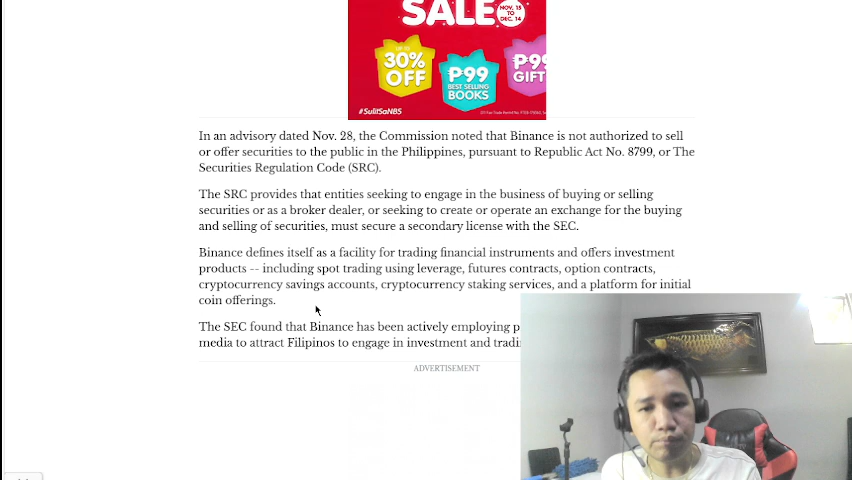 SALE
NOV. 15
TO
DEC. 14
UP TO
30%
OFF
₱99
BEST SELLING
BOOKS
₱99
GIFT
#SulitSaNBS
In an advisory dated Nov. 28, the Commission noted that Binance is not authorized to sell
or offer securities to the public in the Philippines, pursuant to Republic Act No. 8799, or The
Securities Regulation Code (SRC).
The SRC provides that entities seeking to engage in the business of buying or selling
securities or as a broker dealer, or seeking to create or operate an exchange for the buying
and selling of securities, must secure a secondary license with the SEC.
Binance defines itself as a facility for trading financial instruments and offers investment
products -- including spot trading using leverage, futures contracts, option contracts,
cryptocurrency savings accounts, cryptocurrency staking services, and a platform for initial
coin offerings.
The SEC found that Binance has been actively employing p
media to attract Filipinos to engage in investment and tradi
ADVERTISEMENT